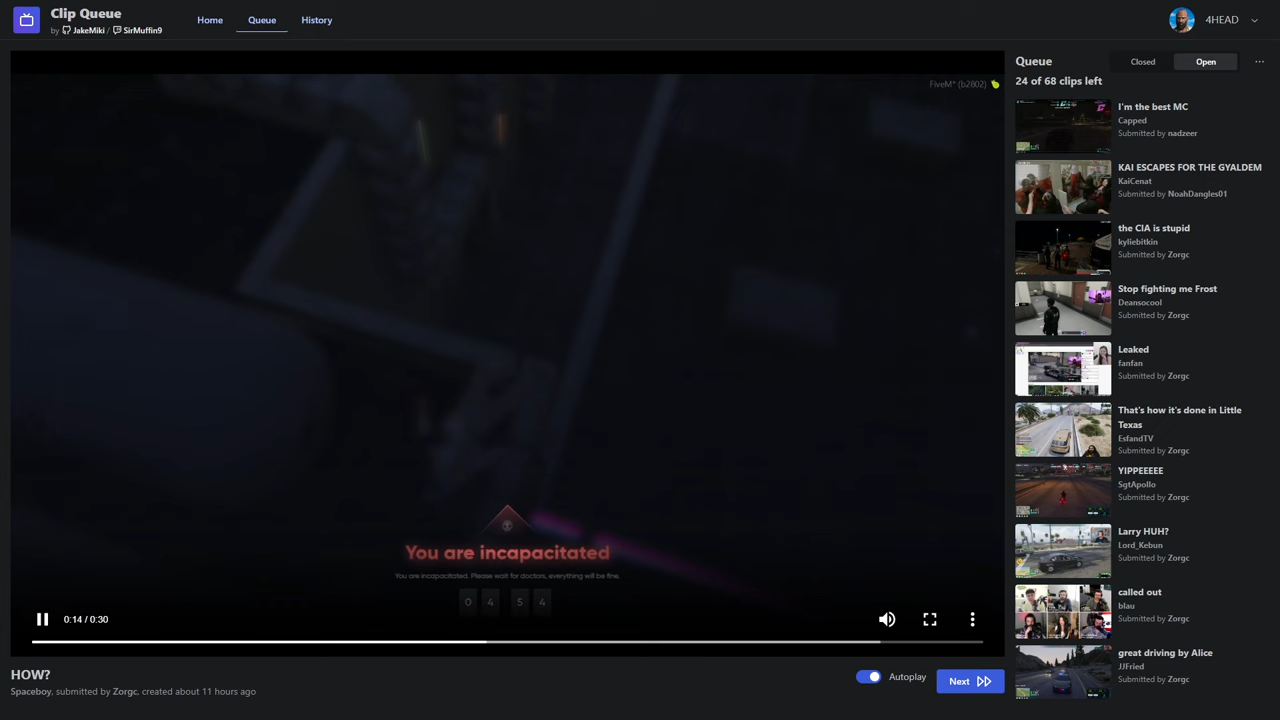 Clip Queue
by JakeMiki / SirMuffin9
Home
Queue
History
4HEAD
FiveM* (b2802)
You are incapacitated
You are incapacitated. Please wait for doctors, everything will be fine.
0 4 5 4
0:14 / 0:30
HOW?
Spaceboy, submitted by Zorgc, created about 11 hours ago
Autoplay
Next
Queue
Closed
Open
24 of 68 clips left
I'm the best MC
Capped
Submitted by nadzeer
KAI ESCAPES FOR THE GYALDEM
KaiCenat
Submitted by NoahDangles01
the CIA is stupid
kyliebitkin
Submitted by Zorgc
Stop fighting me Frost
Deansocool
Submitted by Zorgc
Leaked
fanfan
Submitted by Zorgc
That's how it's done in Little
Texas
EsfandTV
Submitted by Zorgc
YIPPEEEEE
SgtApollo
Submitted by Zorgc
Larry HUH?
Lord_Kebun
Submitted by Zorgc
called out
blau
Submitted by Zorgc
great driving by Alice
JJFried
Submitted by Zorgc